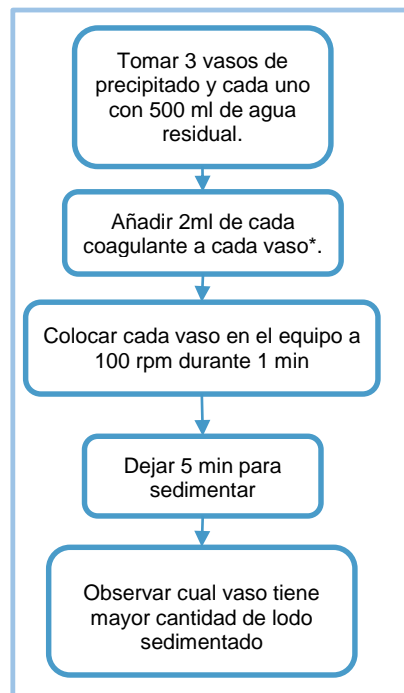 Tomar 3 vasos de
precipitado y cada uno
con 500 ml de agua
residual.
Añadir 2ml de cada
coagulante a cada vaso*.
Colocar cada vaso en el equipo a
100 rpm durante 1 min
Dejar 5 min para
sedimentar
Observar cual vaso tiene
mayor cantidad de lodo
sedimentado